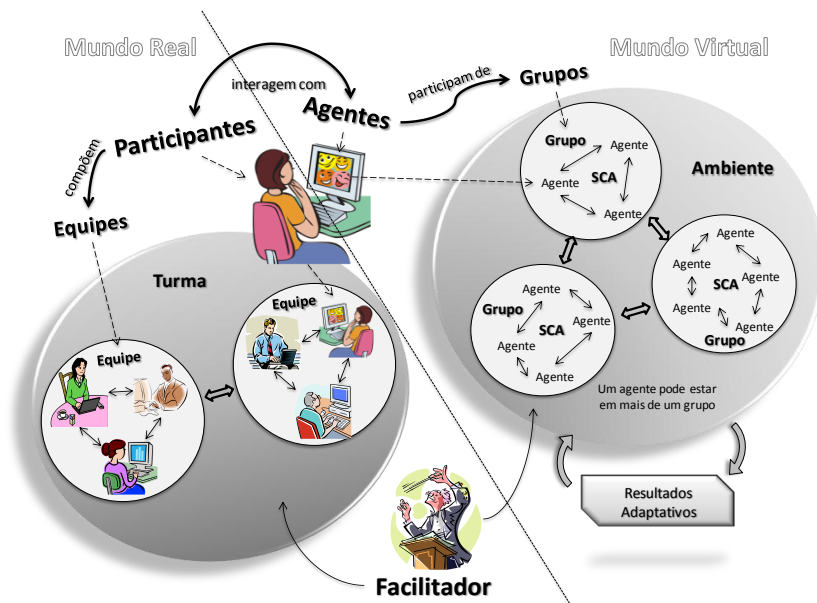 Mundo Real
Mundo Virtual
interagem com
participam de
Grupos
Agentes
Participantes
compõem
Equipes
Grupo
Agente
Agente
SCA
Agente
Ambiente
Turma
Equipe
Equipe
Agente
Grupo
SCA
Agente
Agente
Agente
Agente
Agente
SCA
Agente
Agente
Agente
Grupo
Um agente pode estar
em mais de um grupo
Resultados
Adaptativos
Facilitador